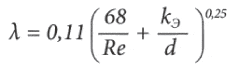 λ = 0,11 (68/Re + kэ/d)^0,25